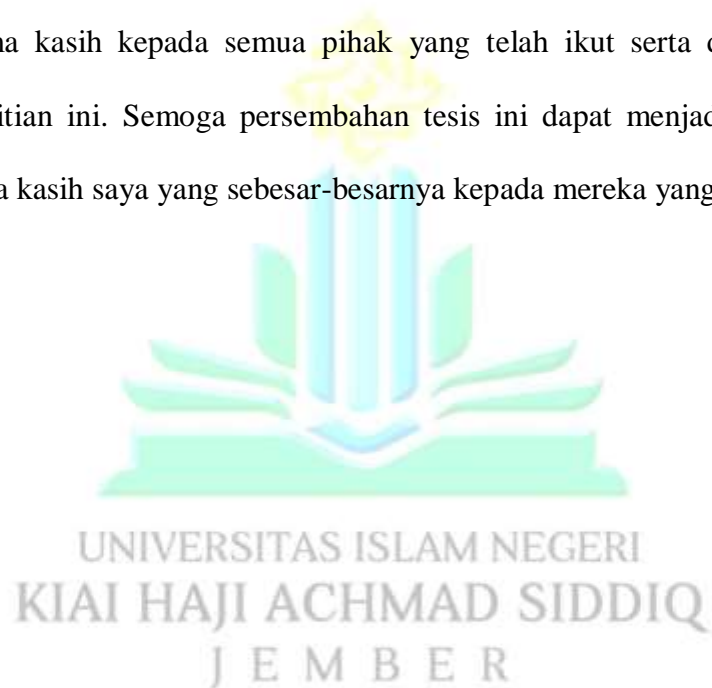 kasih kepada semua pihak yang telah ikut serta
ini. Semoga persembahan tesis ini dapat
kasih saya yang sebesar-besarnya kepada mereka yang
UNIVERSITAS ISLAM NEGERI
KIAI HAJI ACHMAD SIDDIQ
JEMBER